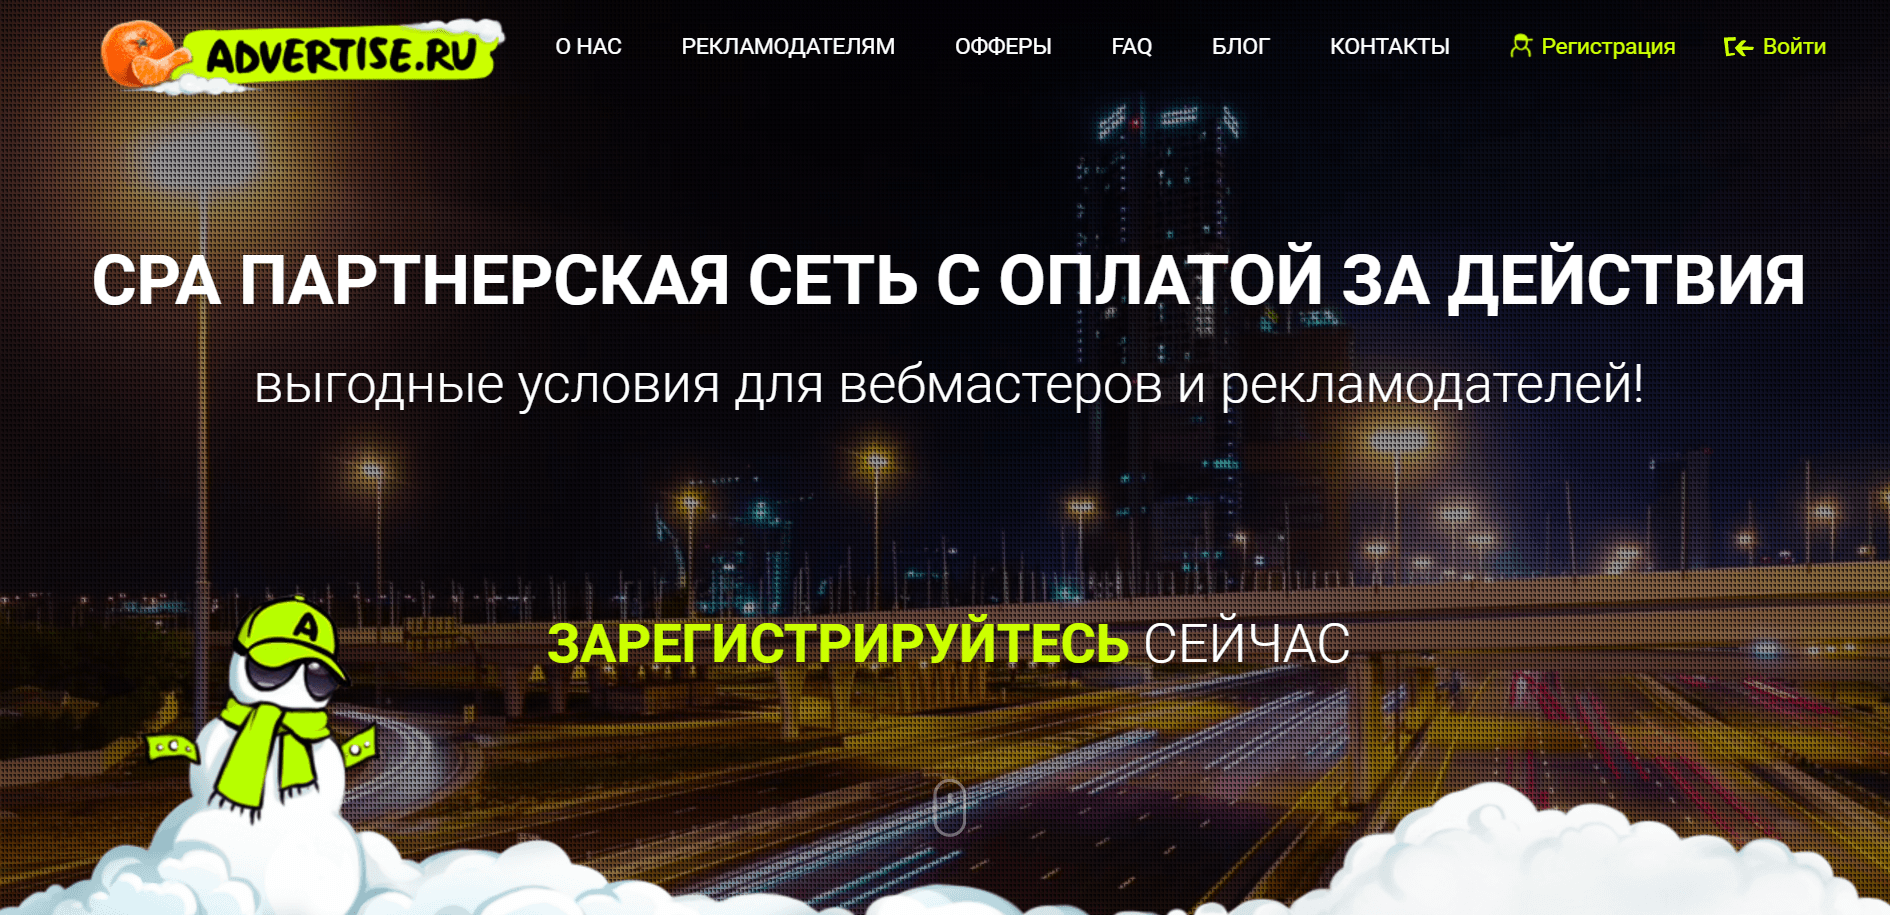 ADVERTISE.RU
О НАС РЕКЛАМОДАТЕЛЯМ ОФФЕРЫ FAQ БЛОГ КОНТАКТЫ Регистрация Войти
CPA ПАРТНЕРСКАЯ СЕТЬ С ОПЛАТОЙ ЗА ДЕЙСТВИЯ
выгодные условия для вебмастеров и рекламодателей!
ЗАРЕГИСТРИРУЙТЕСЬ СЕЙЧАС
A